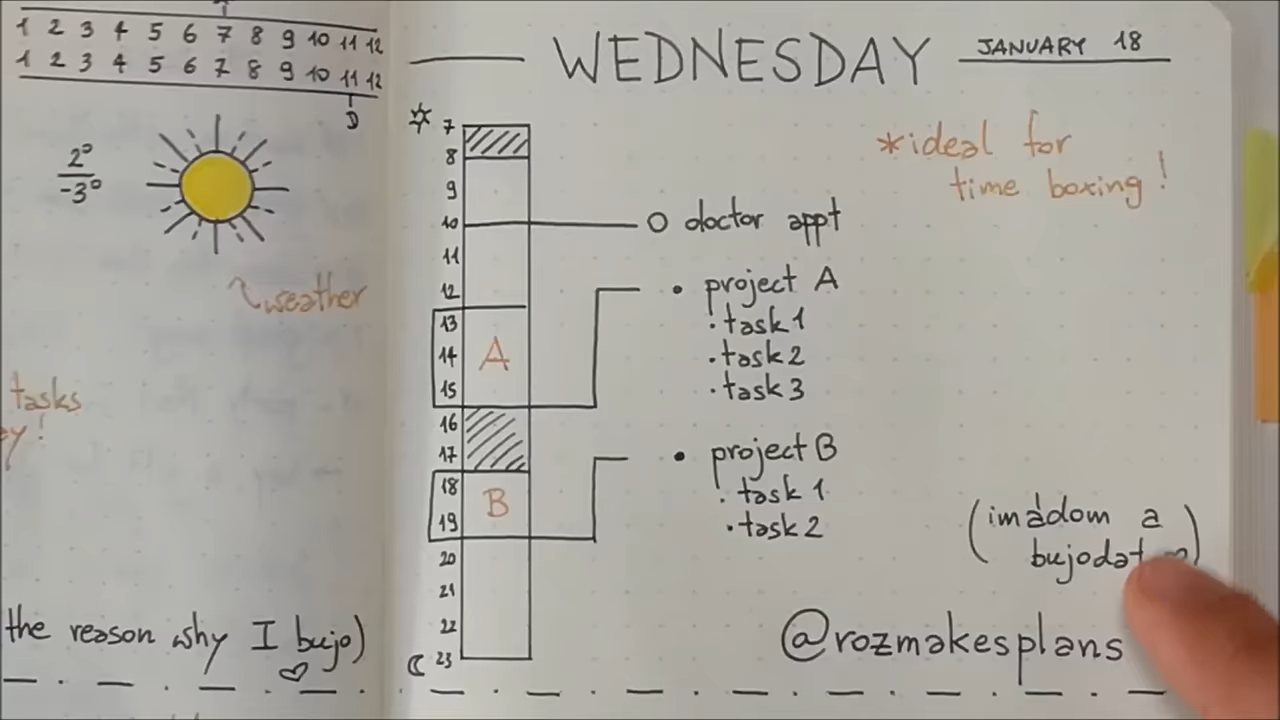 1 2 3 4 5 6 7 8 9 10 11 12
1 2 3 4 5 6 7 8 9 10 11 12
D
2°
-3°
weather
tasks
the reason why I bujo)
WEDNESDAY
JANUARY 18
*ideal for
time boxing!
7
8
9
10
11
12
13
14
15
16
17
18
19
20
21
22
23
A
B
O doctor appt
• project A
· task 1
· task 2
· task 3
• project B
· task 1
· task 2
(imádom a
bujodat
@rozmakesplans